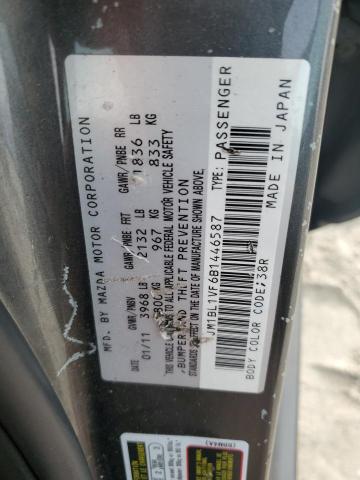 MFD. BY MAZDA MOTOR CORPORATION
GVWR/PNBV GAWR/PNBE FRT GAWR/PNBE RR
01/11 3968 LB 2132 LB 1836 LB
967 KG 833 KG
THIS VEHICLE CONFORMS TO ALL APPLICABLE FEDERAL MOTOR VEHICLE SAFETY
BUMPER AND THEFT PREVENTION
STANDARDS IN EFFECT ON THE DATE OF MANUFACTURE SHOWN ABOVE.
JM1BL1VF6B1446587 TYPE: PASSENGER
BODY COLOR CODE: 38R MADE IN JAPAN